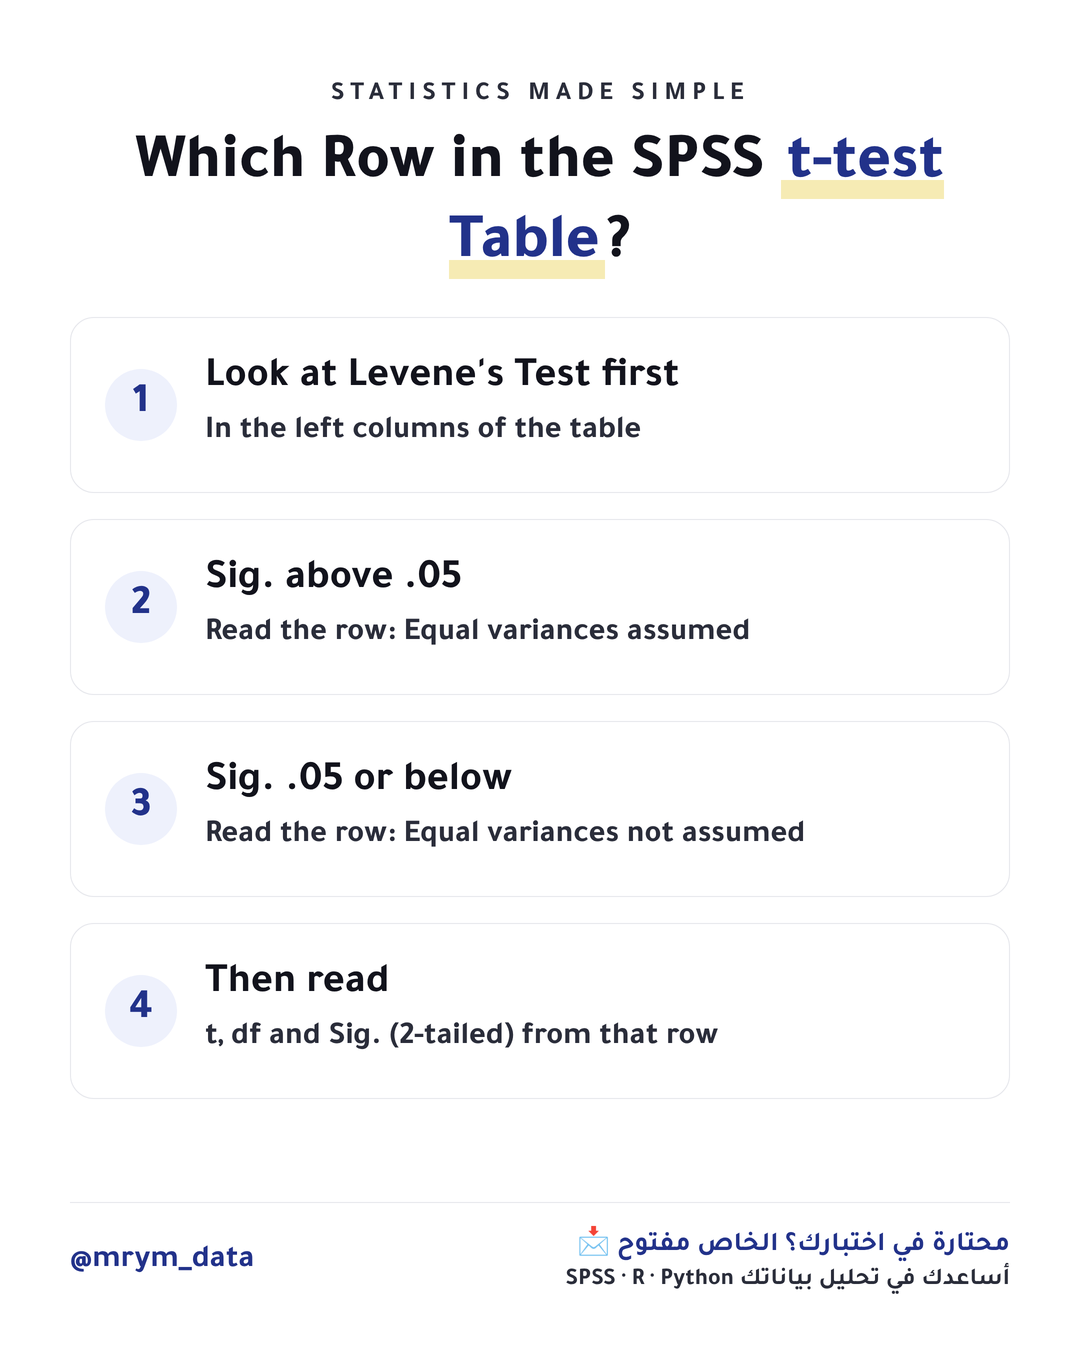 STATISTICS MADE SIMPLE
Which Row in the SPSS t-test
Table?
1
Look at Levene's Test first
In the left columns of the table
2
Sig. above .05
Read the row: Equal variances assumed
3
Sig. .05 or below
Read the row: Equal variances not assumed
4
Then read
t, df and Sig. (2-tailed) from that row
@mrym_data
محتارة في اختبارك؟ الخاص مفتوح 📩
أساعدك في تحليل بياناتك SPSS · R · Python